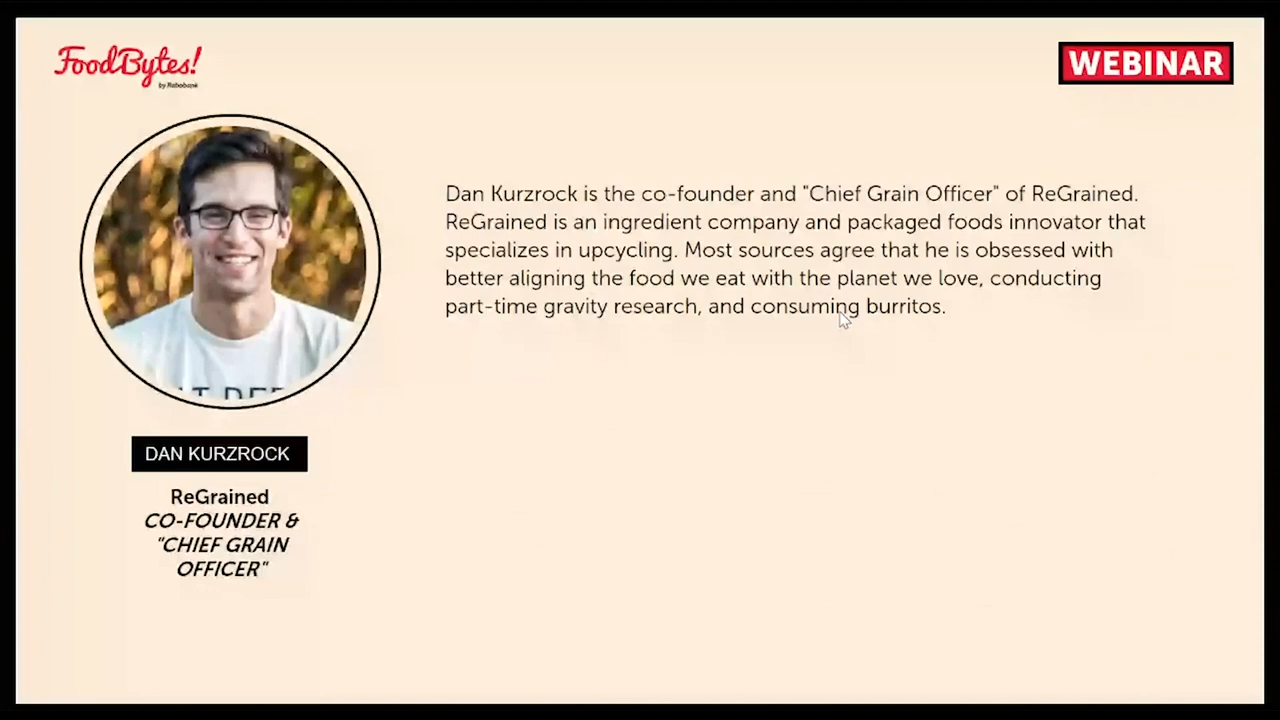 FoodBytes!
by Rabobank
WEBINAR
Dan Kurzrock is the co-founder and "Chief Grain Officer" of ReGrained.
ReGrained is an ingredient company and packaged foods innovator that
specializes in upcycling. Most sources agree that he is obsessed with
better aligning the food we eat with the planet we love, conducting
part-time gravity research, and consuming burritos.
DAN KURZROCK
ReGrained
CO-FOUNDER &
"CHIEF GRAIN
OFFICER"